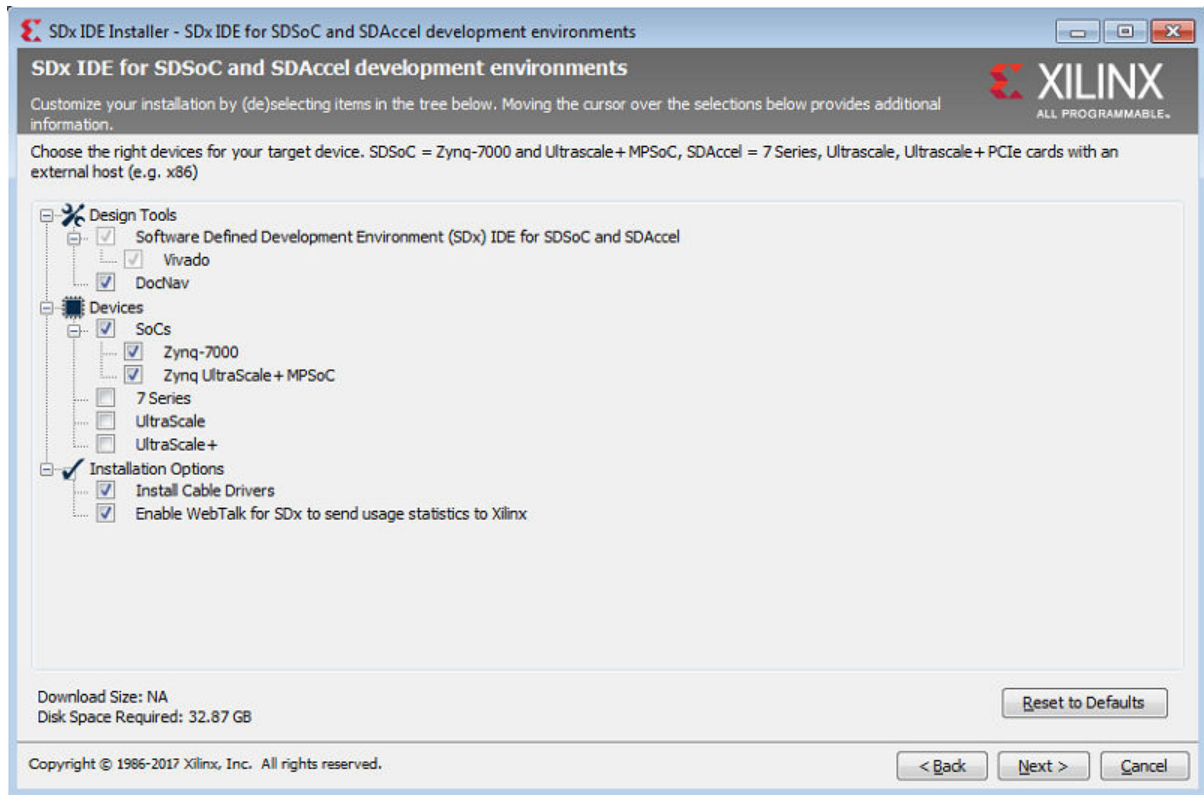 SDx IDE Installer - SDx IDE for SDSoC and SDAccel development environments
SDx IDE for SDSoC and SDAccel development environments
Customize your installation by (de)selecting items in the tree below. Moving the cursor over the selections below provides additional
information.
XILINX
ALL PROGRAMMABLE.
Choose the right devices for your target device. SDSoC = Zynq-7000 and Ultrascale+ MPSoC, SDAccel = 7 Series, Ultrascale, Ultrascale+ PCIe cards with an
external host (e.g. x86)
Design Tools
Software Defined Development Environment (SDx) IDE for SDSoC and SDAccel
Vivado
DocNav
Devices
SoCs
Zynq-7000
Zynq UltraScale+ MPSoC
7 Series
UltraScale
UltraScale+
Installation Options
Install Cable Drivers
Enable WebTalk for SDx to send usage statistics to Xilinx
Download Size: NA
Disk Space Required: 32.87 GB
Reset to Defaults
Copyright © 1986-2017 Xilinx, Inc. All rights reserved.
< Back
Next >
Cancel